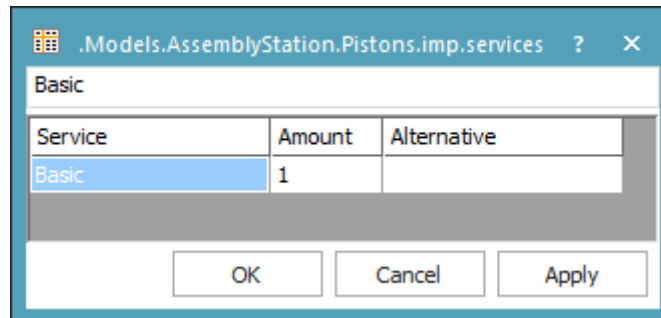 .Models.AssemblyStation.Pistons.imp.services ? ×
Basic
Service Amount Alternative
Basic 1
OK Cancel Apply